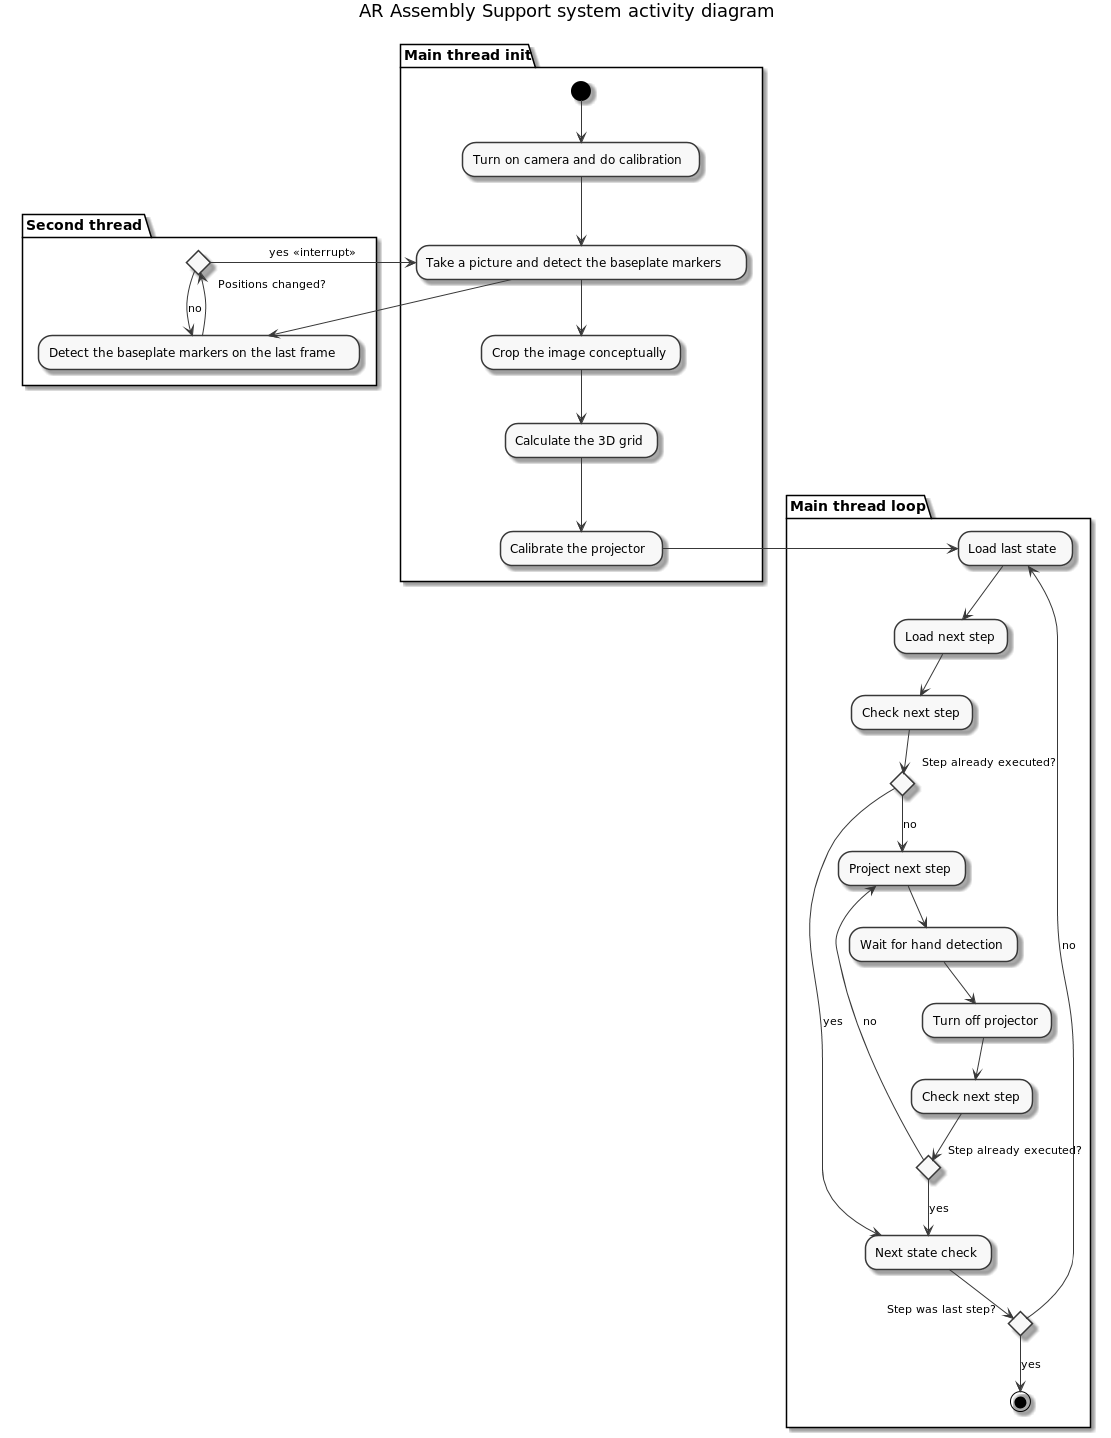 AR Assembly Support system activity diagram
Main thread init
Turn on camera and do calibration
Second thread
yes «interrupt»
Take a picture and detect the baseplate markers
Positions changed?
no
Detect the baseplate markers on the last frame
Crop the image conceptually
Calculate the 3D grid
Calibrate the projector
Main thread loop
Load last state
Load next step
Check next step
Step already executed?
no
Project next step
Wait for hand detection
no
yes
no
Turn off projector
Check next step
Step already executed?
yes
Next state check
Step was last step?
yes